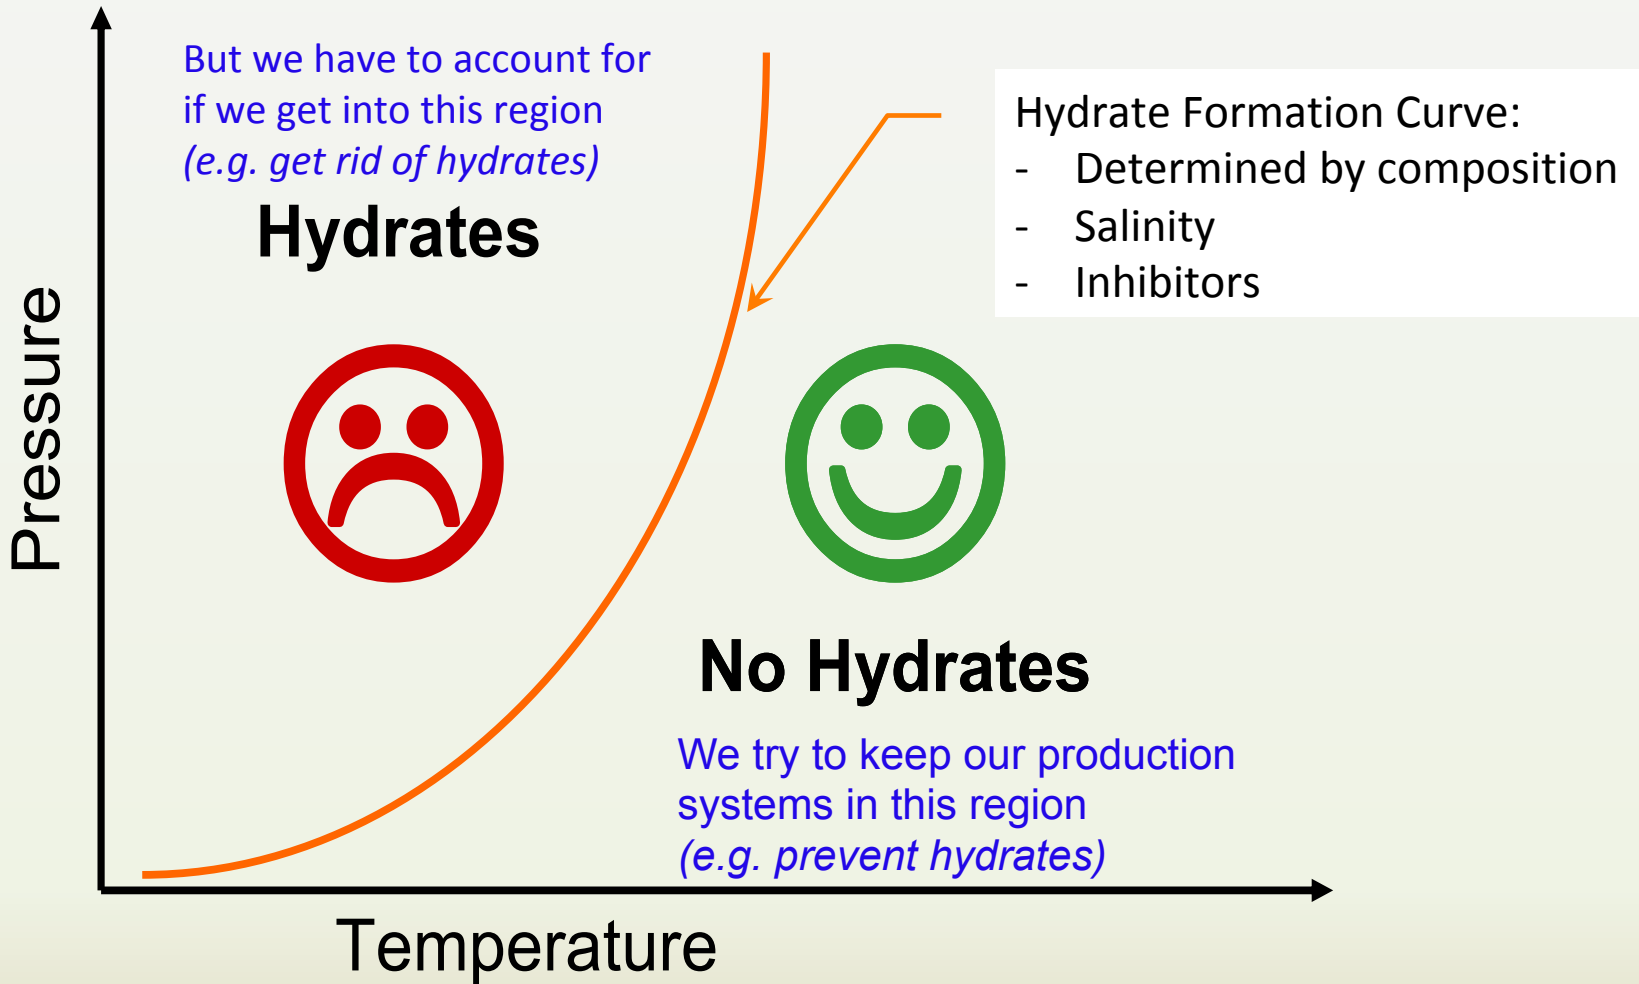 But we have to account for
if we get into this region
(e.g. get rid of hydrates)
Hydrates
Hydrate Formation Curve:
- Determined by composition
- Salinity
- Inhibitors
Pressure
No Hydrates
We try to keep our production
systems in this region
(e.g. prevent hydrates)
Temperature